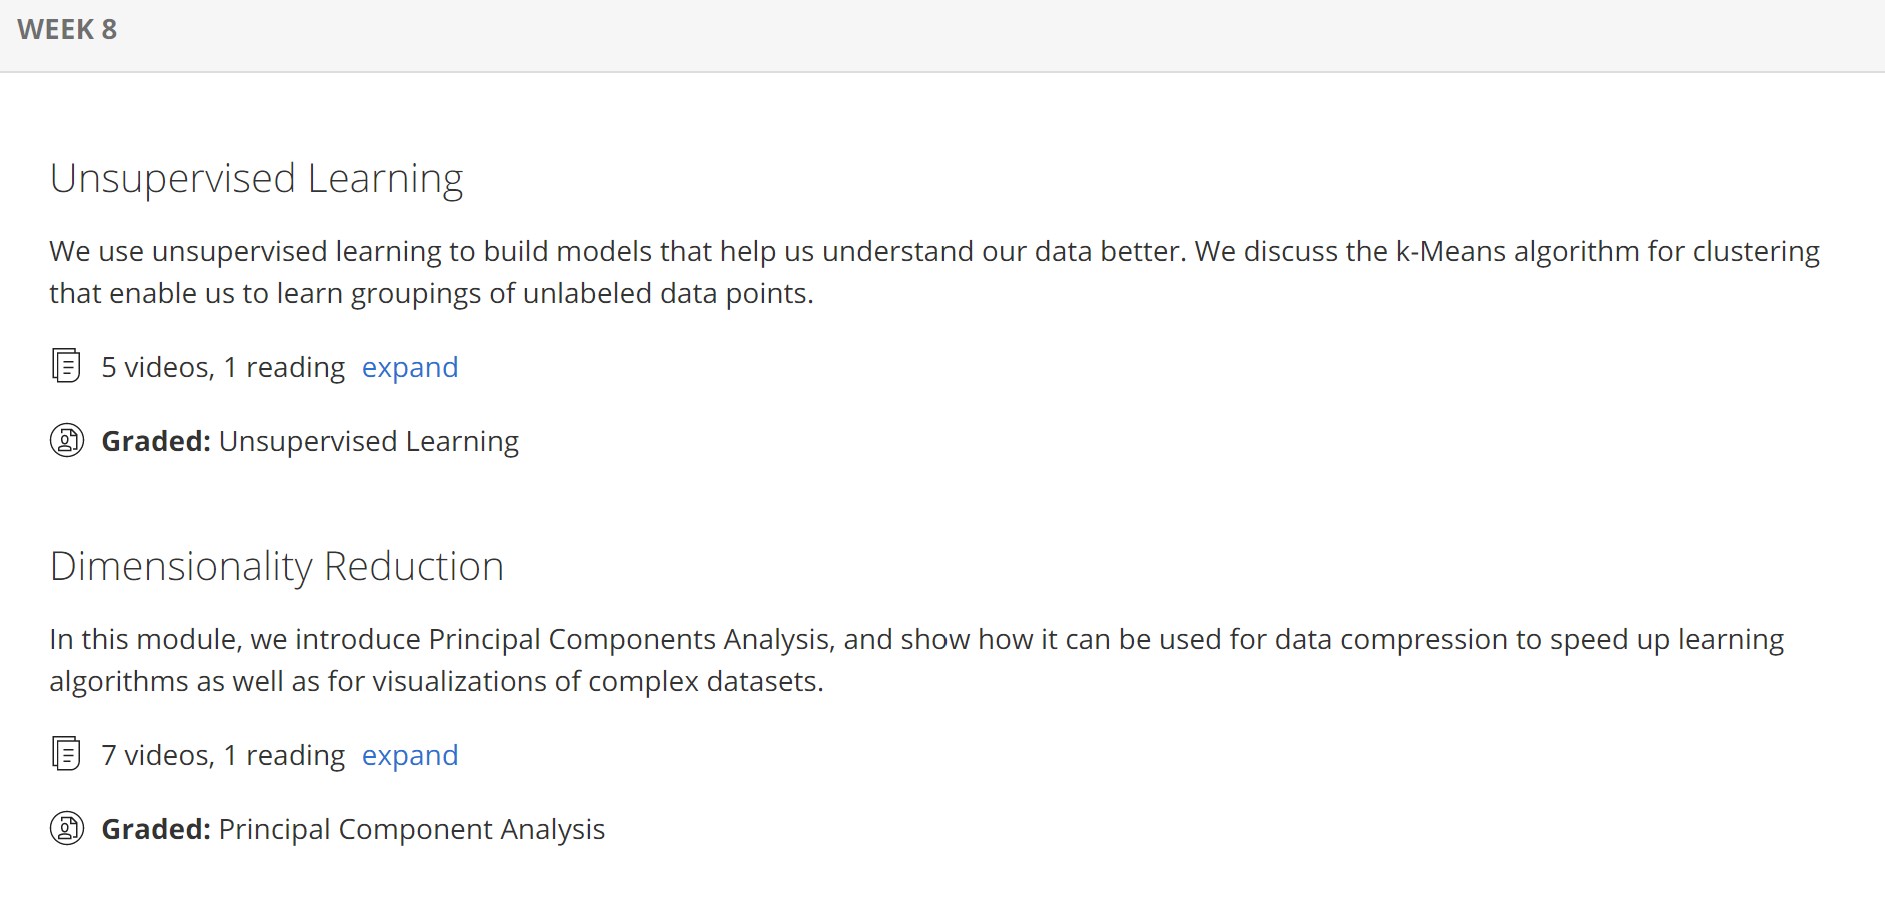 WEEK 8
Unsupervised Learning
We use unsupervised learning to build models that help us understand our data better. We discuss the k-Means algorithm for clustering
that enable us to learn groupings of unlabeled data points.
5 videos, 1 reading expand
Graded: Unsupervised Learning
Dimensionality Reduction
In this module, we introduce Principal Components Analysis, and show how it can be used for data compression to speed up learning
algorithms as well as for visualizations of complex datasets.
7 videos, 1 reading expand
Graded: Principal Component Analysis